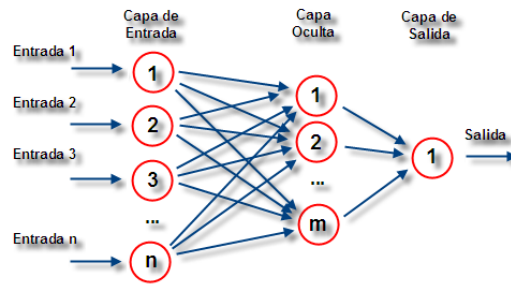 Capa de
Entrada
Capa
Oculta
Capa de
Salida
Entrada 1
Entrada 2
Entrada 3
Entrada n
1
2
3
...
n
1
2
...
m
1
Salida